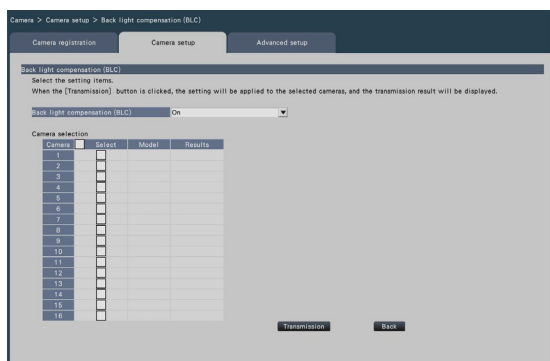 Camera > Camera setup > Back light compensation (BLC)
Camera registration Camera setup Advanced setup
Back light compensation (BLC)
Select the setting items.
When the [Transmission] button is clicked, the setting will be applied to the selected cameras, and the transmission result will be displayed.
Back light compensation (BLC) On
Camera selection
Camera Select Model Results
1
2
3
4
5
6
7
8
9
10
11
12
13
14
15
16
Transmission Back